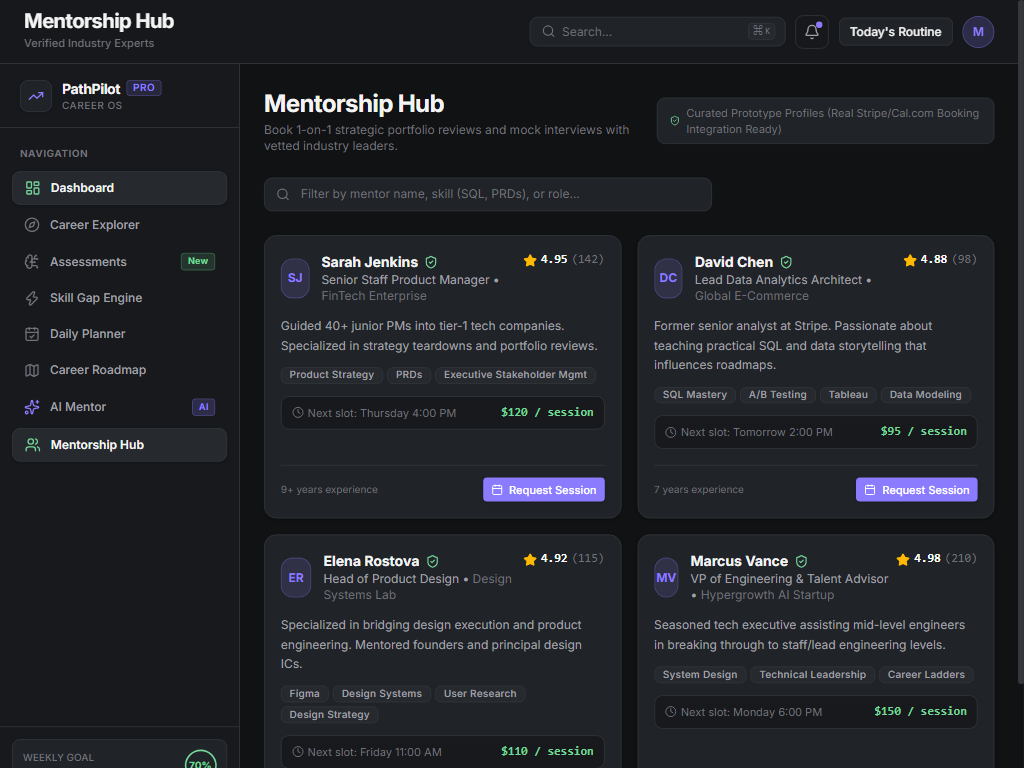 Mentorship Hub
Verified Industry Experts
Search...
⌘K
Today's Routine
M
PathPilot PRO
CAREER OS
NAVIGATION
Dashboard
Career Explorer
Assessments New
Skill Gap Engine
Daily Planner
Career Roadmap
AI Mentor AI
Mentorship Hub
WEEKLY GOAL
70%
Mentorship Hub
Book 1-on-1 strategic portfolio reviews and mock interviews with
vetted industry leaders.
Curated Prototype Profiles (Real Stripe/Cal.com Booking
Integration Ready)
Filter by mentor name, skill (SQL, PRDs), or role...
SJ
Sarah Jenkins
4.95 (142)
Senior Staff Product Manager •
FinTech Enterprise
Guided 40+ junior PMs into tier-1 tech companies.
Specialized in strategy teardowns and portfolio reviews.
Product Strategy PRDs Executive Stakeholder Mgmt
Next slot: Thursday 4:00 PM $120 / session
9+ years experience Request Session
DC
David Chen
4.88 (98)
Lead Data Analytics Architect •
Global E-Commerce
Former senior analyst at Stripe. Passionate about
teaching practical SQL and data storytelling that
influences roadmaps.
SQL Mastery A/B Testing Tableau Data Modeling
Next slot: Tomorrow 2:00 PM $95 / session
7 years experience Request Session
ER
Elena Rostova
4.92 (115)
Head of Product Design • Design
Systems Lab
Specialized in bridging design execution and product
engineering. Mentored founders and principal design
ICs.
Figma Design Systems User Research
Design Strategy
Next slot: Friday 11:00 AM $110 / session
MV
Marcus Vance
4.98 (210)
VP of Engineering & Talent Advisor
• Hypergrowth AI Startup
Seasoned tech executive assisting mid-level engineers
in breaking through to staff/lead engineering levels.
System Design Technical Leadership Career Ladders
Next slot: Monday 6:00 PM $150 / session